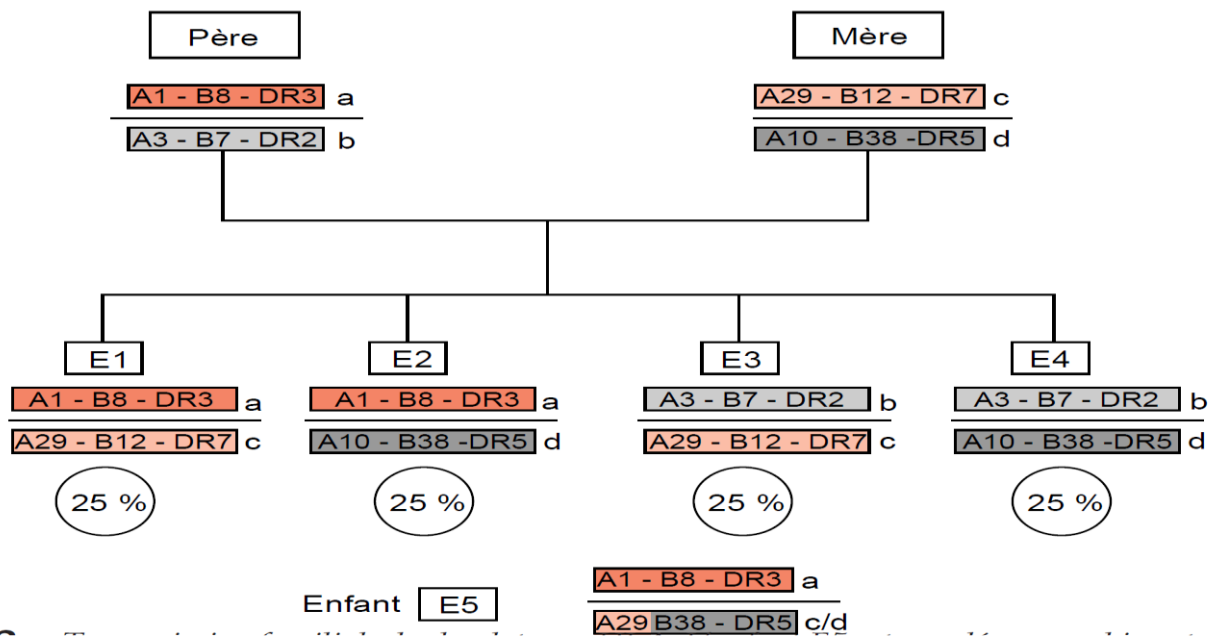 Père Mère
A1 - B8 - DR3 a A29 - B12 - DR7 c
A3 - B7 - DR2 b A10 - B38 -DR5 d
E1 E2 E3 E4
A1 - B8 - DR3 a A1 - B8 - DR3 a A3 - B7 - DR2 b A3 - B7 - DR2 b
A29 - B12 - DR7 c A10 - B38 -DR5 d A29 - B12 - DR7 c A10 - B38 -DR5 d
25 % 25 % 25 % 25 %
A1 - B8 - DR3 a
Enfant E5
A29 B38 - DR5 c/d